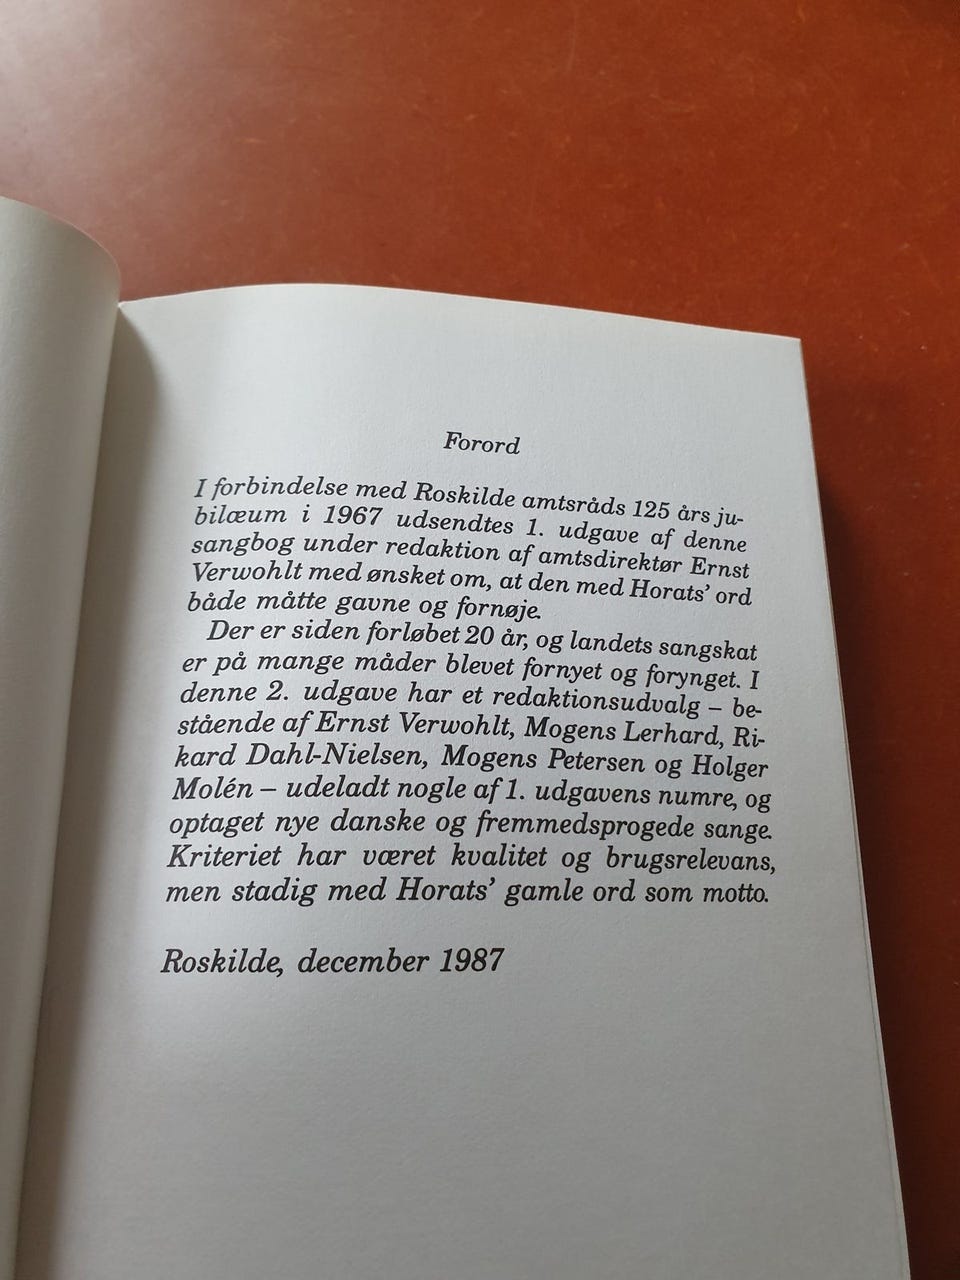 Forord
I forbindelse med Roskilde amtsråds 125 års ju-
bilæum i 1967 udsendtes 1. udgave af denne
sangbog under redaktion af amtsdirektør Ernst
Verwohlt med ønsket om, at den med Horats' ord
både måtte gavne og fornøje.
Der er siden forløbet 20 år, og landets sangskat
er på mange måder blevet fornyet og forynget. I
denne 2. udgave har et redaktionsudvalg – be-
stående af Ernst Verwohlt, Mogens Lerhard, Ri-
kard Dahl-Nielsen, Mogens Petersen og Holger
Molén – udeladt nogle af 1. udgavens numre, og
optaget nye danske og fremmedsprogede sange.
Kriteriet har været kvalitet og brugsrelevans,
men stadig med Horats' gamle ord som motto.
Roskilde, december 1987